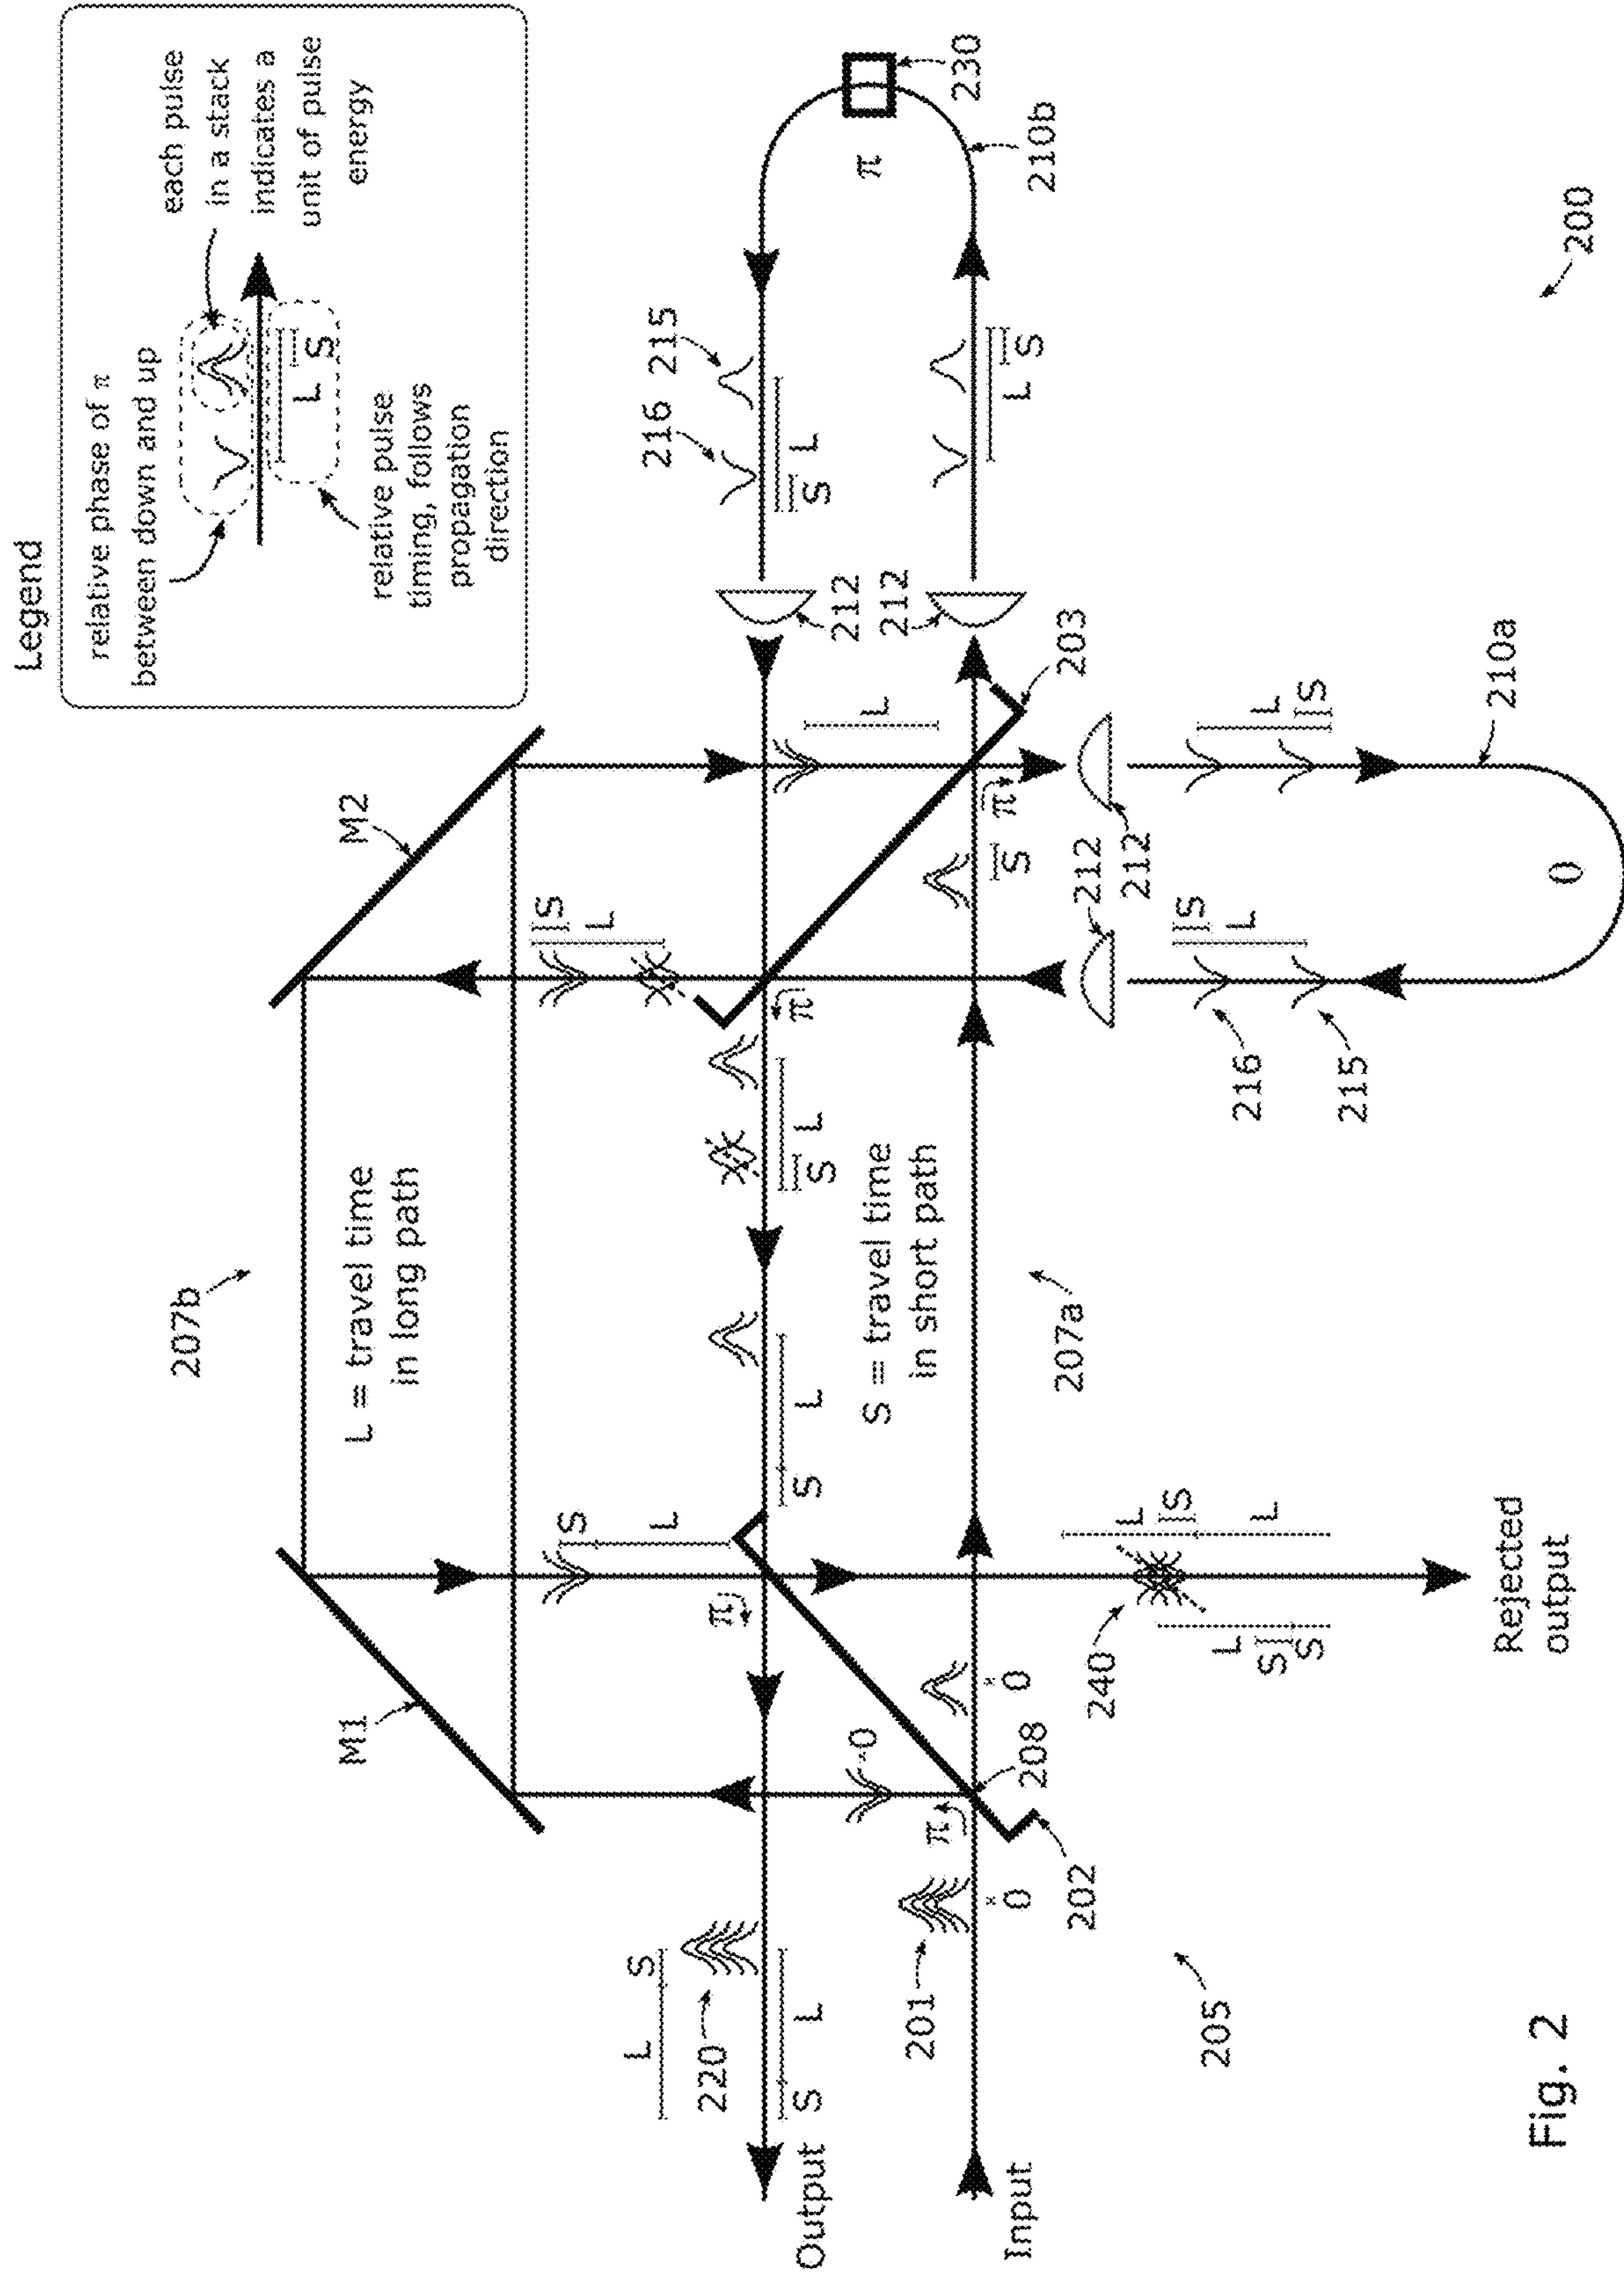 Legend
relative phase of π
between down and up
each pulse
in a stack
indicates a
unit of pulse
energy
L
S
relative pulse
timing, follows
propagation
direction
207b
M1
M2
L = travel time
in long path
S = travel time
in short path
207a
L
S
220
S
L
Output
201
0
Input
202
π
208
0
0
π
S
L
S
L
S
L
π
S
L
L
216
215
S
L
212
212
π
230
210b
L
S
203
π
S
212
212
L
S
210a
S
L
0
216
215
240
L
S
L
L
S
S
Rejected
output
205
200
Fig. 2